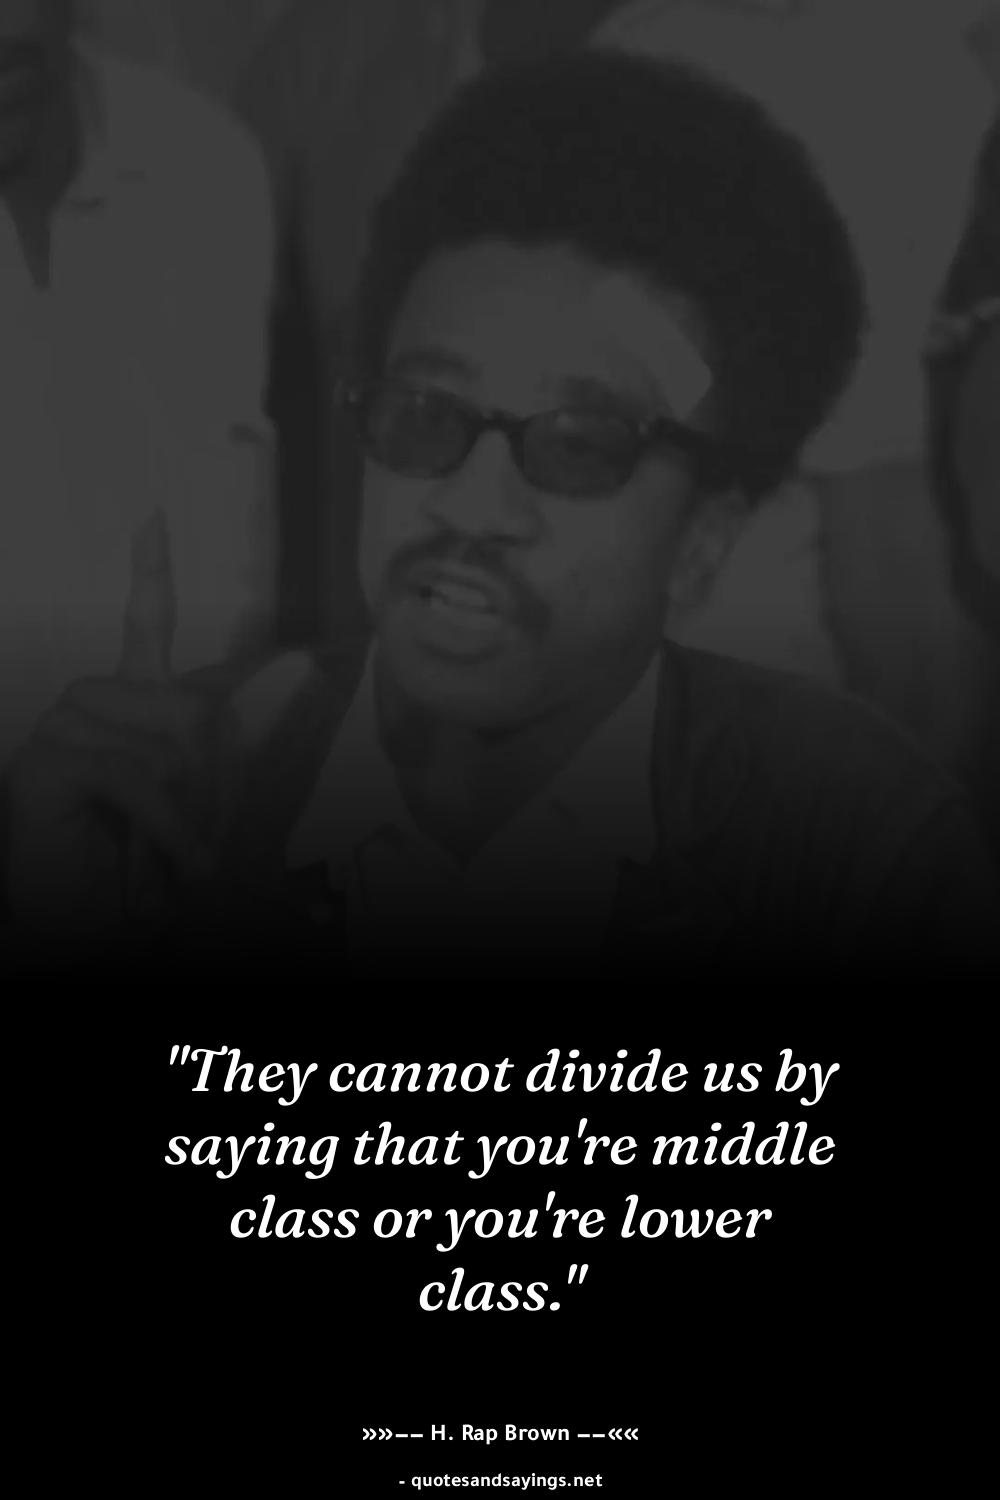 "They cannot divide us by
saying that you're middle
class or you're lower
class."
»»−− H. Rap Brown −−««
- quotesandsayings.net